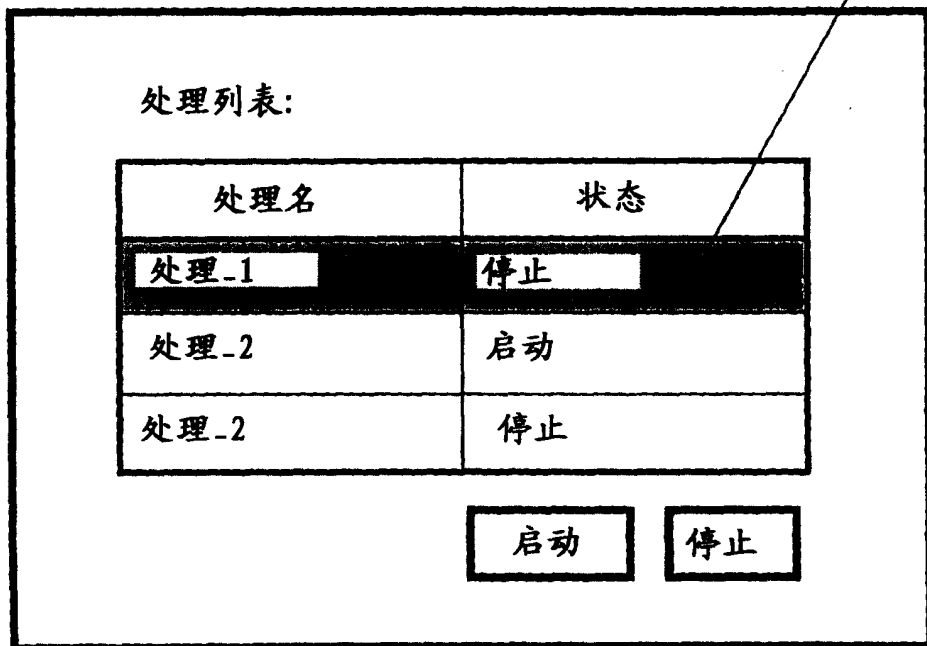 处理列表:
处理名 状态
处理_1 停止
处理_2 启动
处理_2 停止
启动 停止